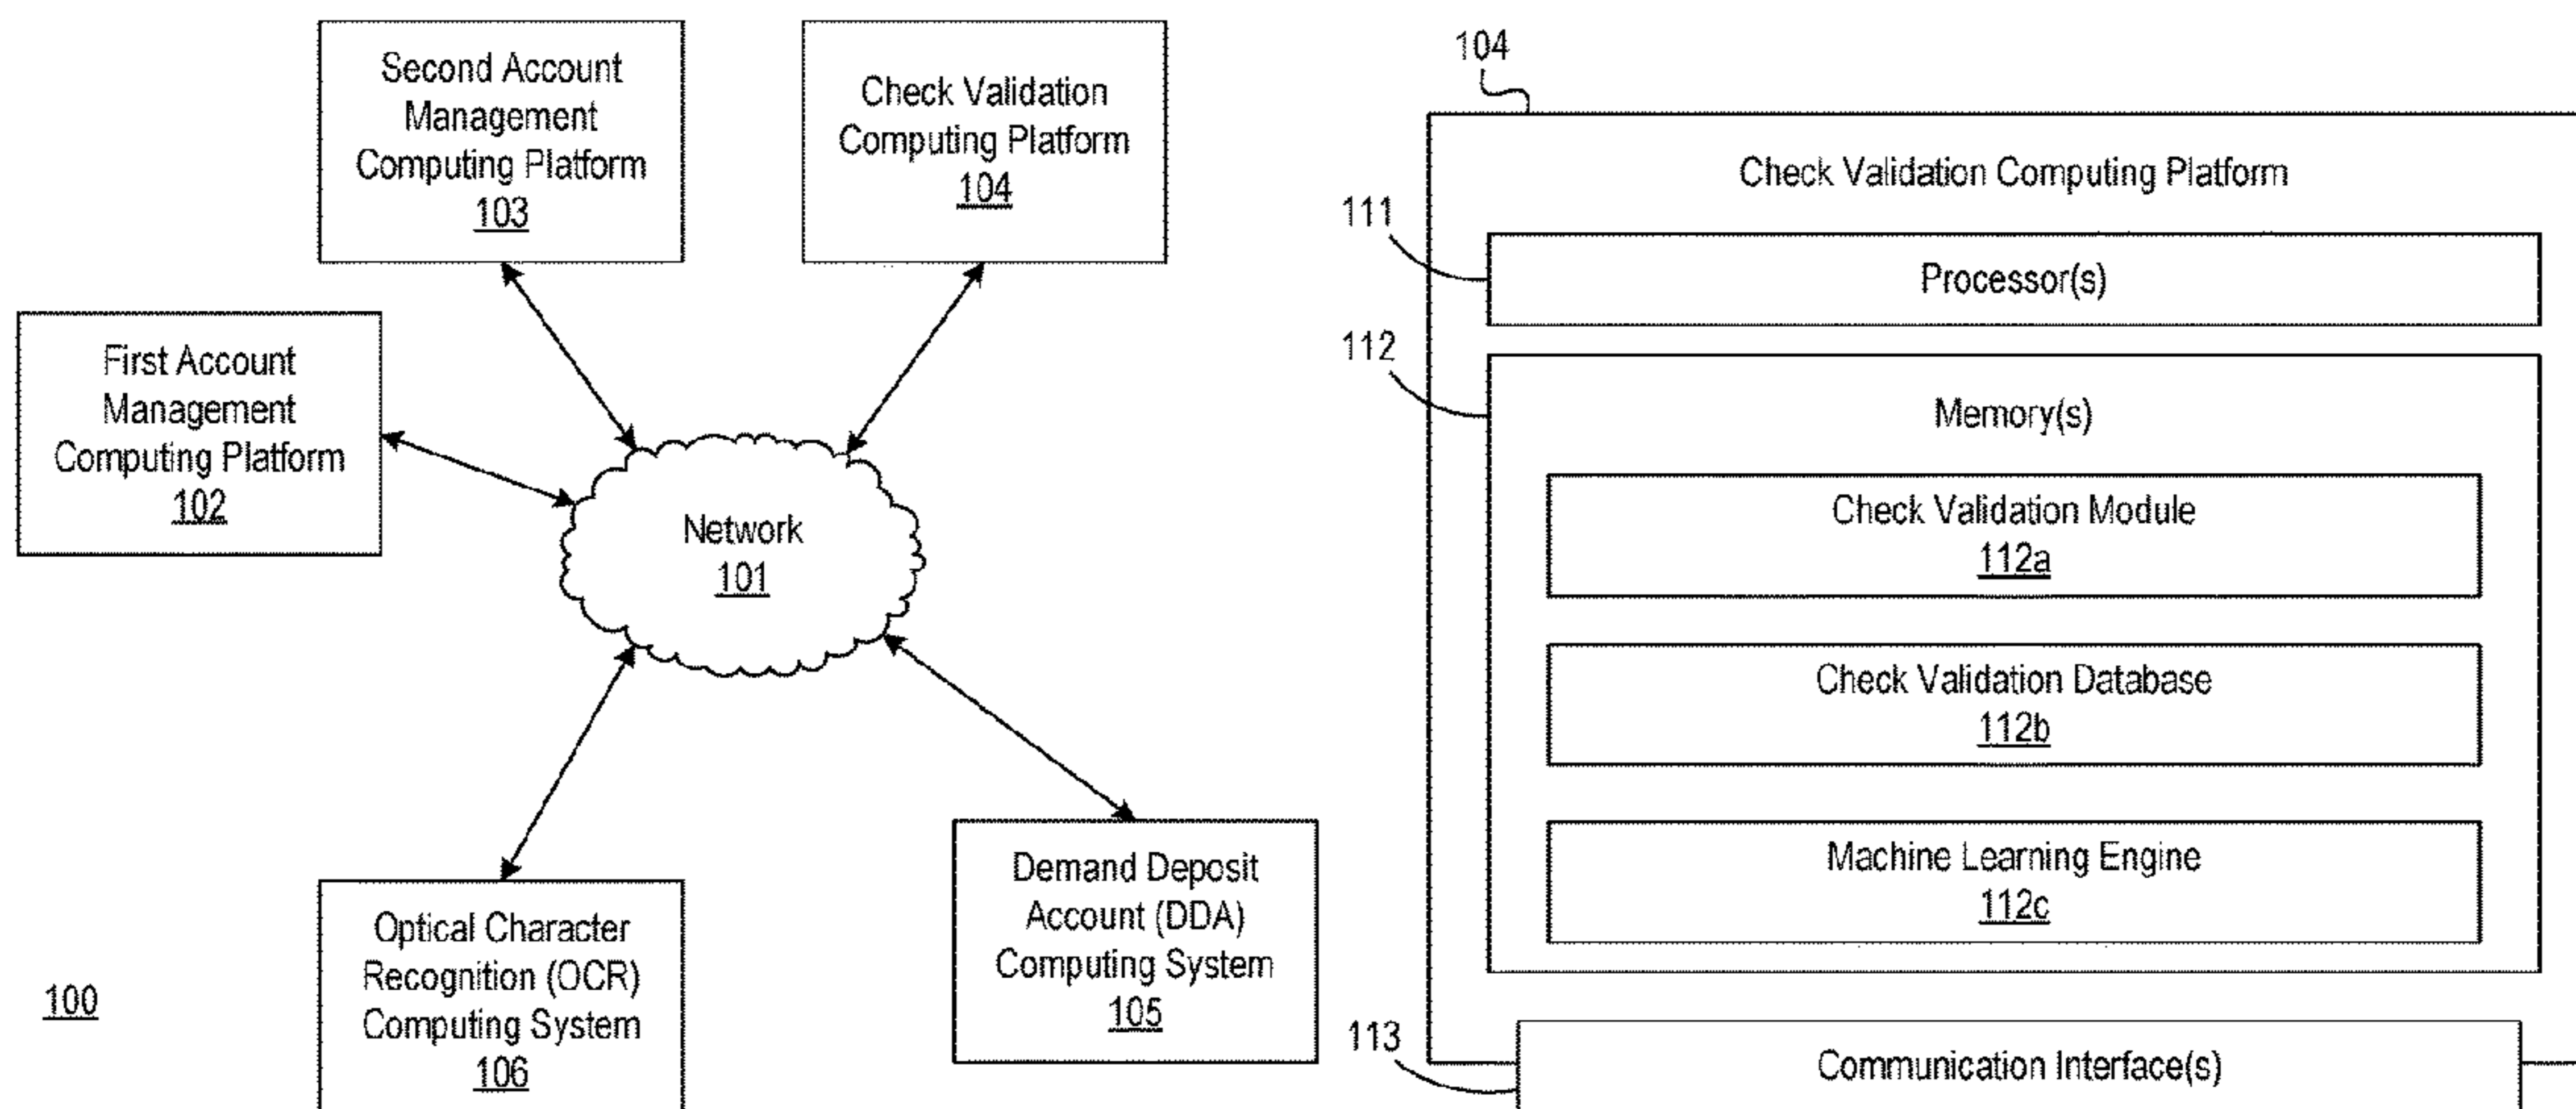 Second Account
Management
Computing Platform
103
Check Validation
Computing Platform
104
First Account
Management
Computing Platform
102
Network
101
Optical Character
Recognition (OCR)
Computing System
106
Demand Deposit
Account (DDA)
Computing System
105
100
104
Check Validation Computing Platform
111
Processor(s)
112
Memory(s)
Check Validation Module
112a
Check Validation Database
112b
Machine Learning Engine
112c
113
Communication Interface(s)